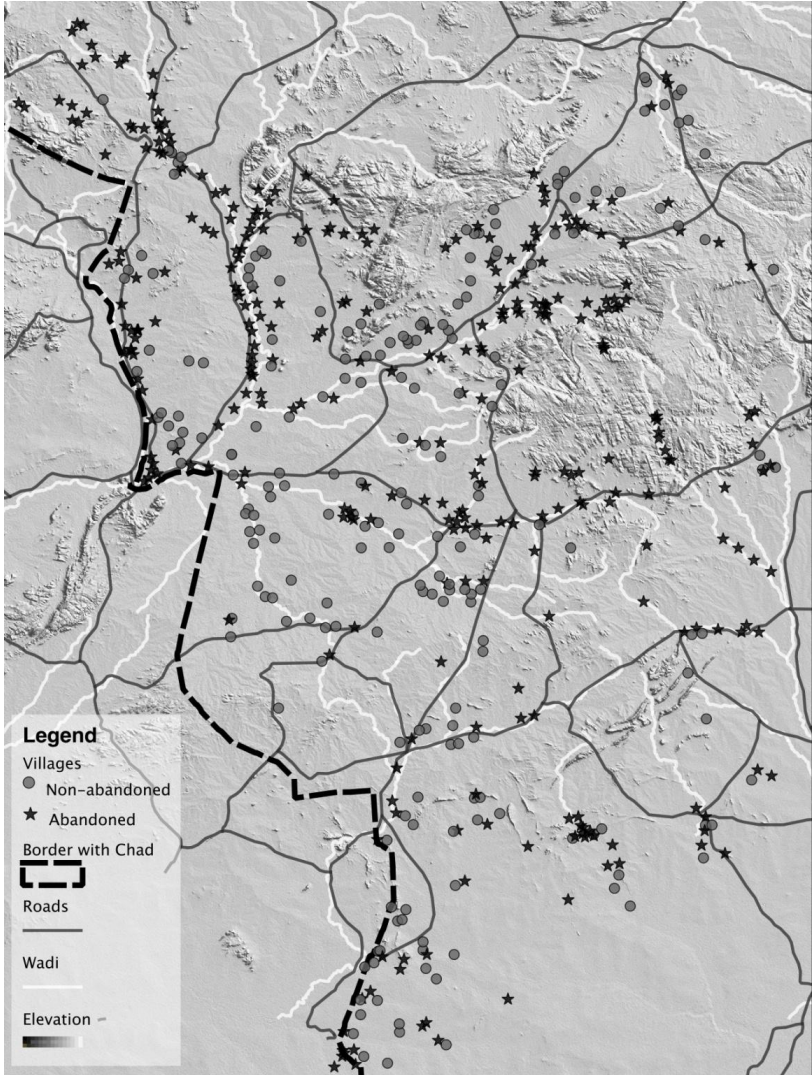 Legend
Villages
Non-abandoned
Abandoned
Border with Chad
Roads
Wadi
Elevation